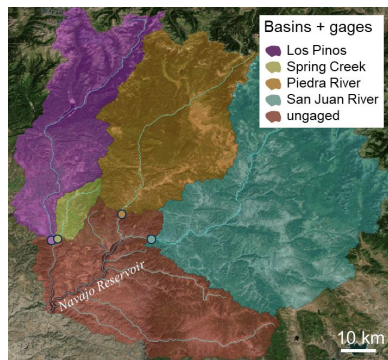 Basins + gages
Los Pinos
Spring Creek
Piedra River
San Juan River
ungaged
Navajo Reservoir
10 km